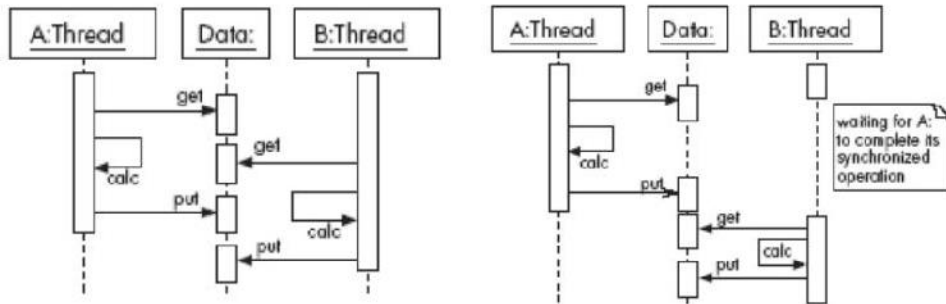 A:Thread
Data:
B:Thread
get
get
calc
put
calc
put
A:Thread
Data:
B:Thread
get
waiting for A:
to complete its
synchronized
operation
calc
put
get
calc
put